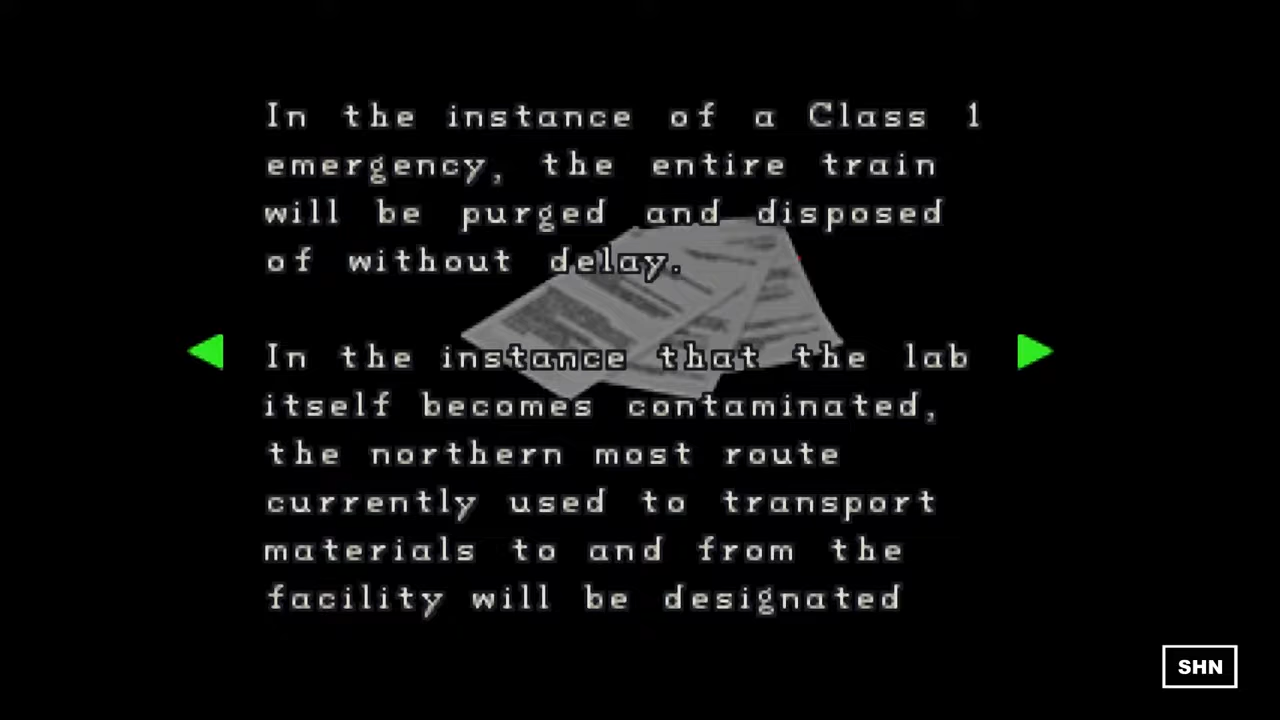 In the instance of a Class 1
emergency, the entire train
will be purged and disposed
of without delay.
In the instance that the lab
itself becomes contaminated,
the northern most route
currently used to transport
materials to and from the
facility will be designated
SHN